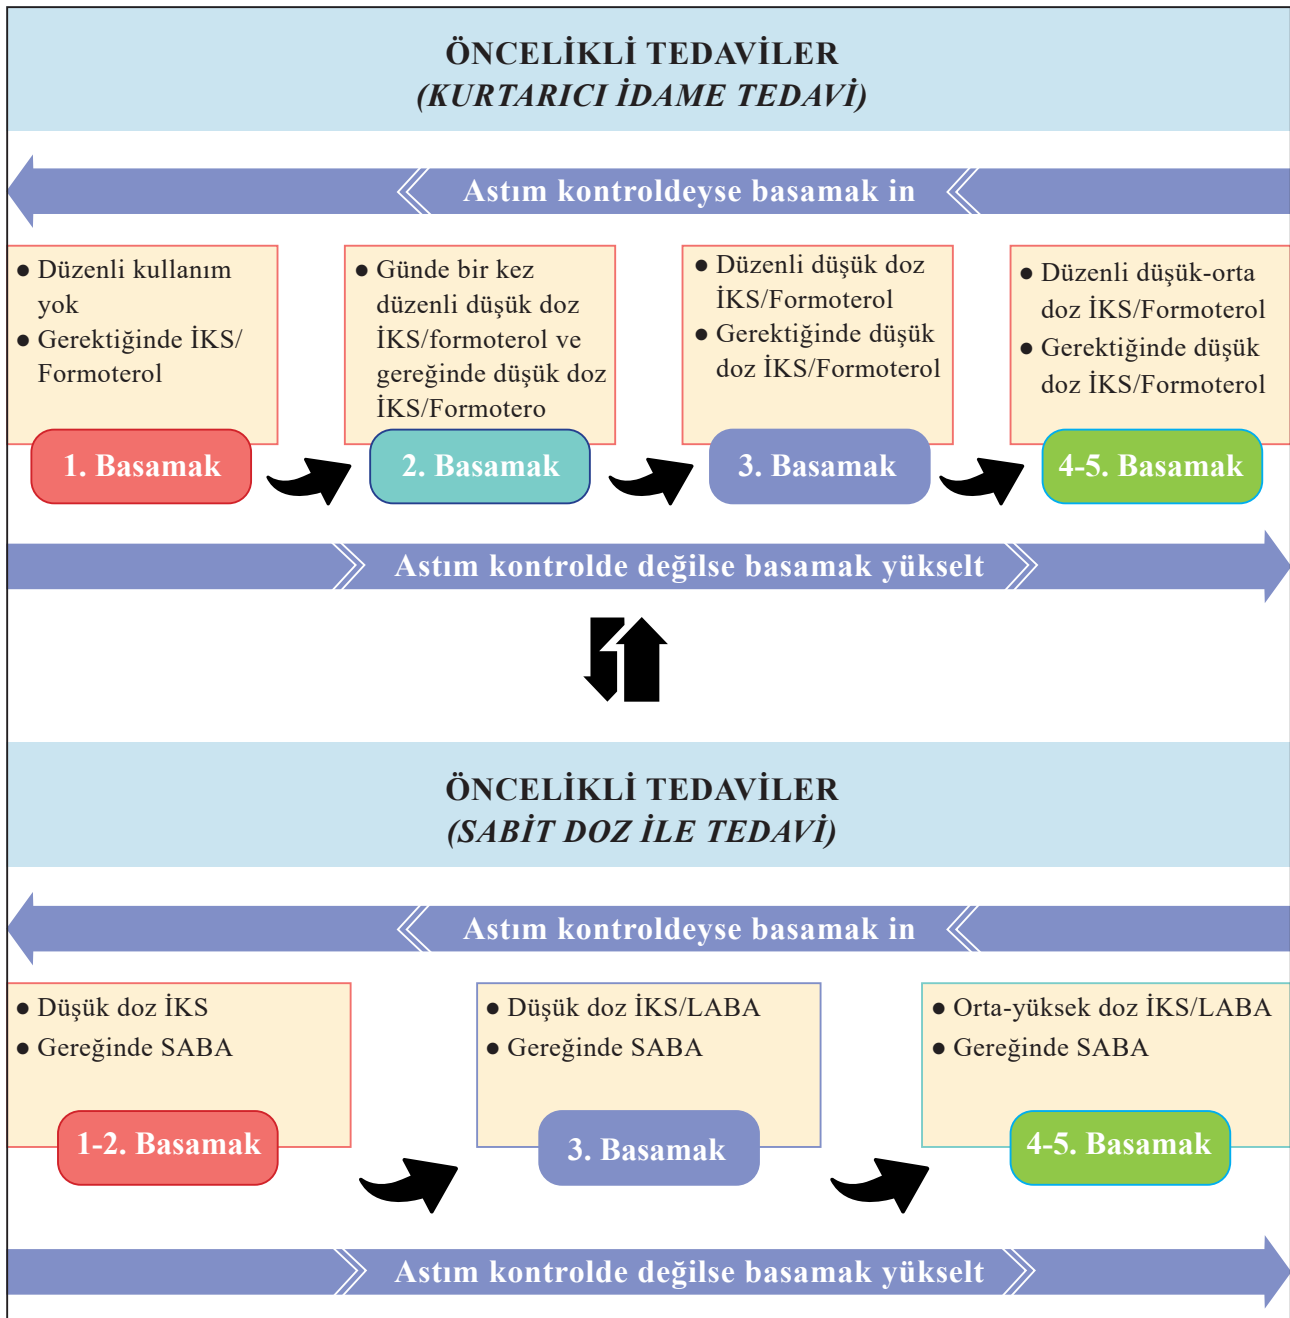 ÖNCELİKLİ TEDAVİLER
(KURTARICI İDAME TEDAVİ)
Astım kontroldeyse basamak in
● Düzenli kullanım
yok
● Gerektiğinde İKS/
Formoterol
1. Basamak
● Günde bir kez
düzenli düşük doz
İKS/formoterol ve
gereğinde düşük doz
İKS/Formotero
2. Basamak
● Düzenli düşük doz
İKS/Formoterol
● Gerektiğinde düşük
doz İKS/Formoterol
3. Basamak
● Düzenli düşük-orta
doz İKS/Formoterol
● Gerektiğinde düşük
doz İKS/Formoterol
4-5. Basamak
Astım kontrolde değilse basamak yükselt
ÖNCELİKLİ TEDAVİLER
(SABİT DOZ İLE TEDAVİ)
Astım kontroldeyse basamak in
● Düşük doz İKS
● Gereğinde SABA
1-2. Basamak
● Düşük doz İKS/LABA
● Gereğinde SABA
3. Basamak
● Orta-yüksek doz İKS/LABA
● Gereğinde SABA
4-5. Basamak
Astım kontrolde değilse basamak yükselt